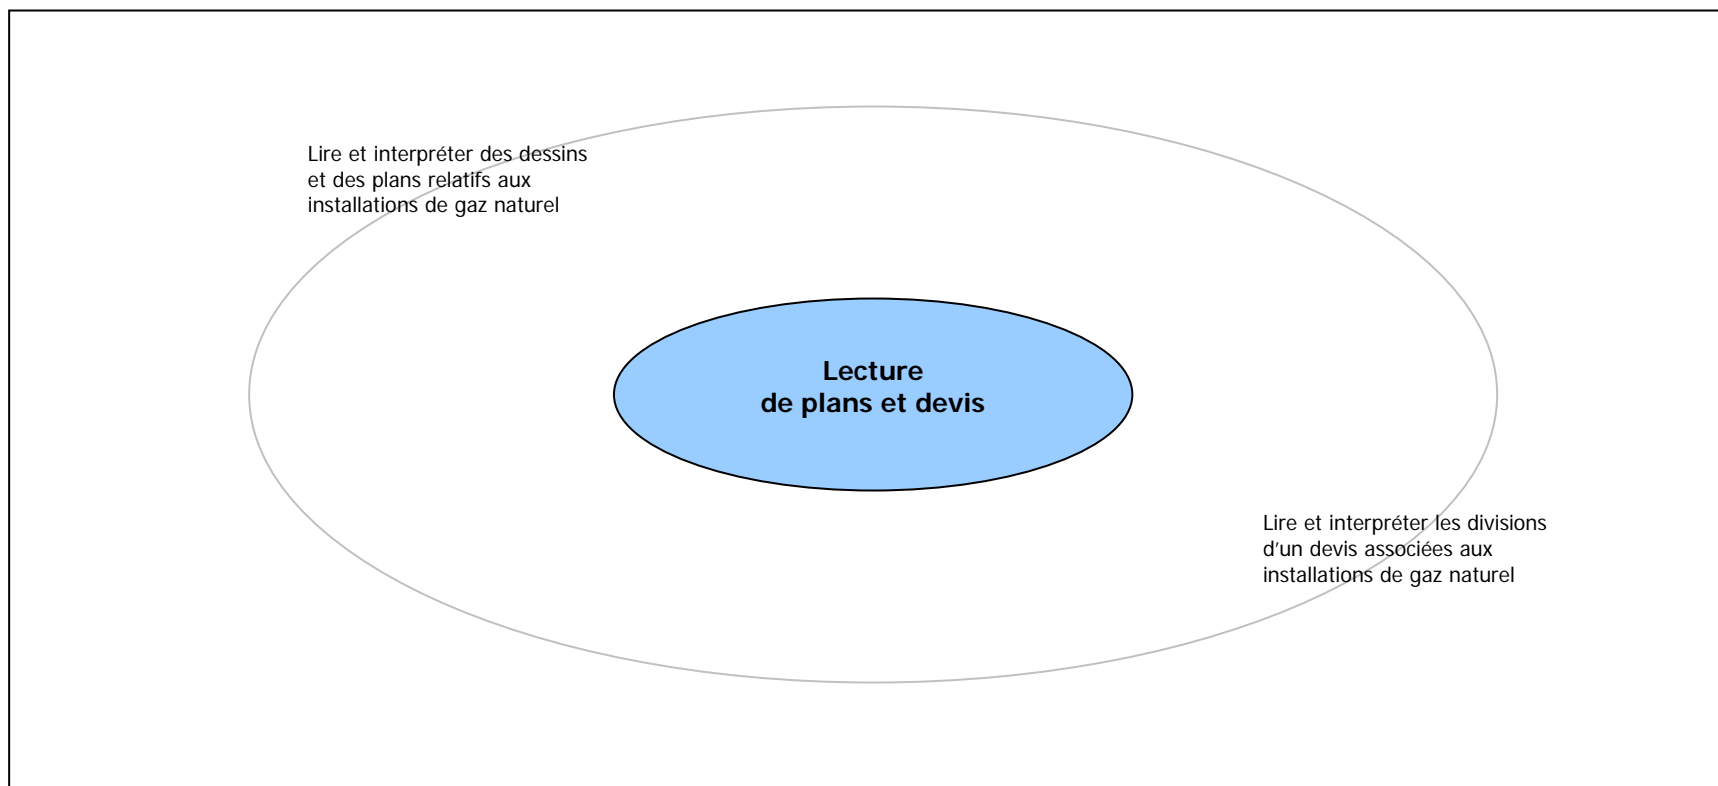 Lire et interpréter des dessins
et des plans relatifs aux
installations de gaz naturel
Lecture
de plans et devis
Lire et interpréter les divisions
d'un devis associées aux
installations de gaz naturel